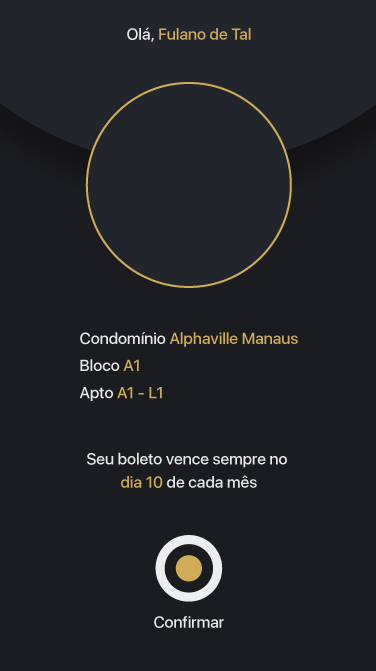 Olá, Fulano de Tal
Condomínio Alphaville Manaus
Bloco A1
Apto A1 - L1
Seu boleto vence sempre no
dia 10 de cada mês
Confirmar